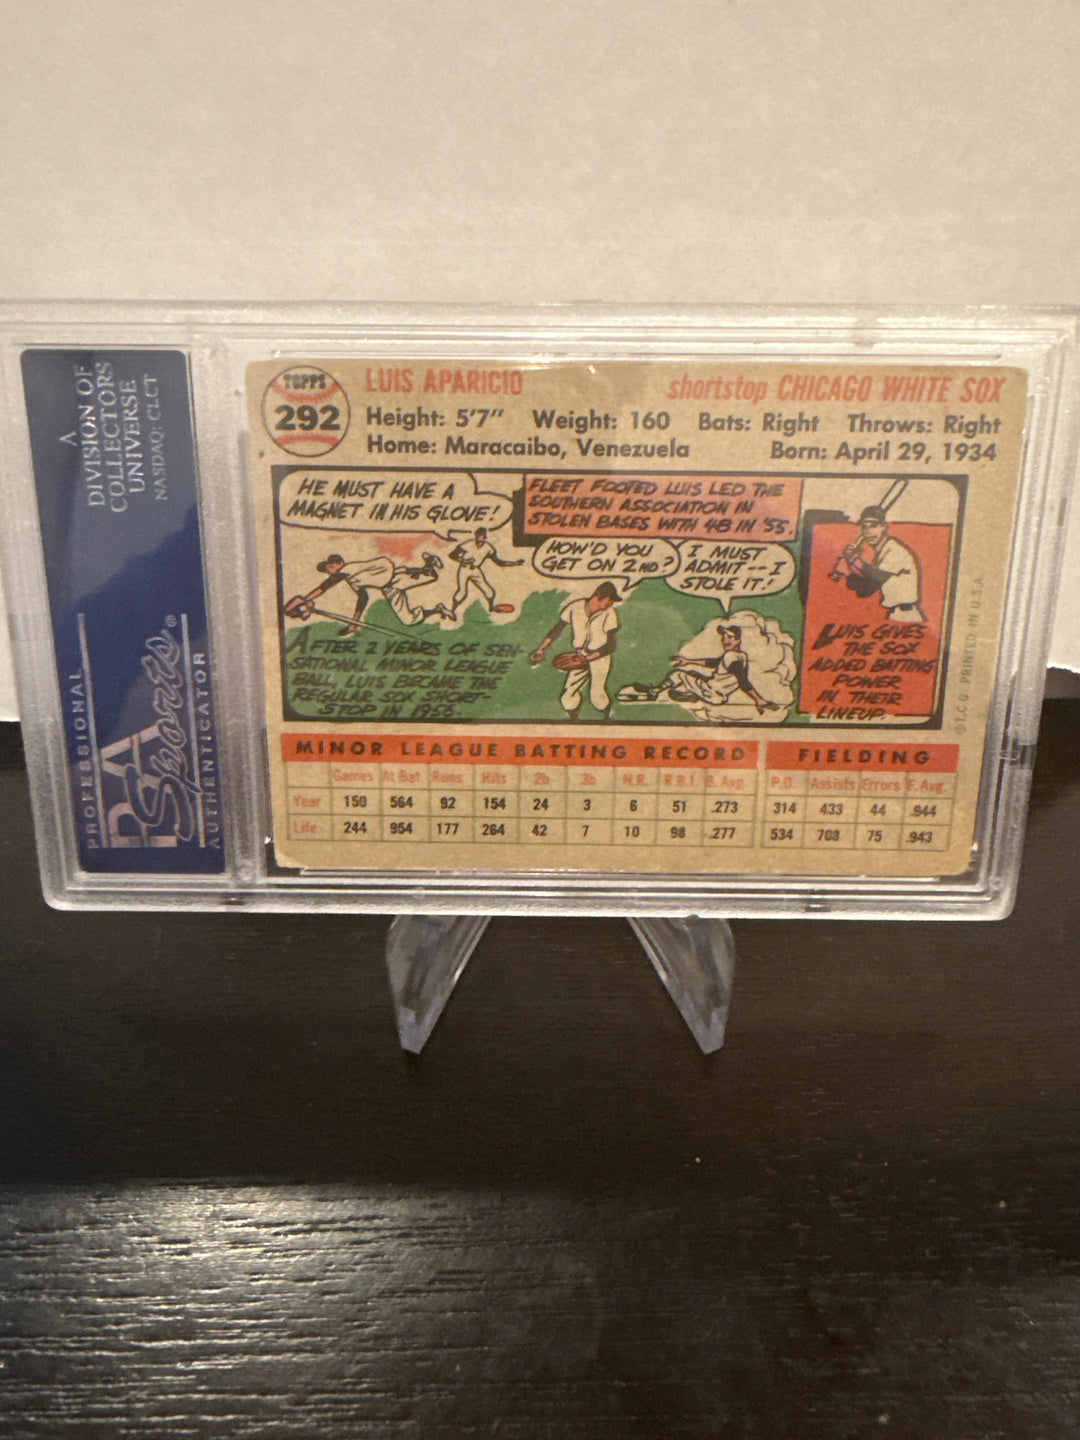 A
DIVISION OF
COLLECTORS
UNIVERSE
NASDAQ: CLCT
PROFESSIONAL
PSA
Sports®
AUTHENTICATOR
TOPPS
292
LUIS APARICIO
shortstop CHICAGO WHITE SOX
Height: 5'7" Weight: 160 Bats: Right Throws: Right
Home: Maracaibo, Venezuela Born: April 29, 1934
HE MUST HAVE A
MAGNET IN HIS GLOVE!
FLEET FOOTED LUIS LED THE
SOUTHERN ASSOCIATION IN
STOLEN BASES WITH 48 IN '55.
HOW'D YOU
GET ON 2ND?
I MUST
ADMIT--I
STOLE IT!
AFTER 2 YEARS OF SEN-
SATIONAL MINOR LEAGUE
BALL, LUIS BECAME THE
REGULAR SOX SHORT-
STOP IN 1956.
LUIS GIVES
THE SOX
ADDED BATTING
POWER
IN THEIR
LINEUP.
©T.C.G. PRINTED IN U.S.A.
MINOR LEAGUE BATTING RECORD
Games At Bat Runs Hits 2b 3b H.R. R.B.I. B. Avg.
Year 150 564 92 154 24 3 6 51 .273
Life 244 954 177 264 42 7 10 98 .277
FIELDING
P.O. Assists Errors F. Avg.
314 433 44 .944
534 708 75 .943